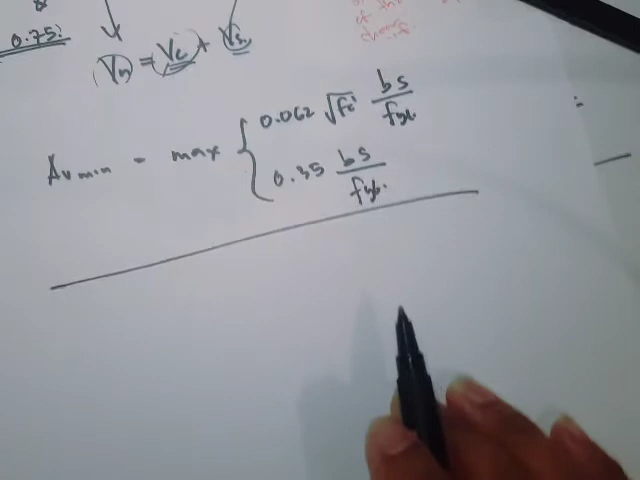 0.75!
Vn = Vc + Vs.
Av min = max { 0.062 √fc' bs/fyt.
0.35 bs/fyt.